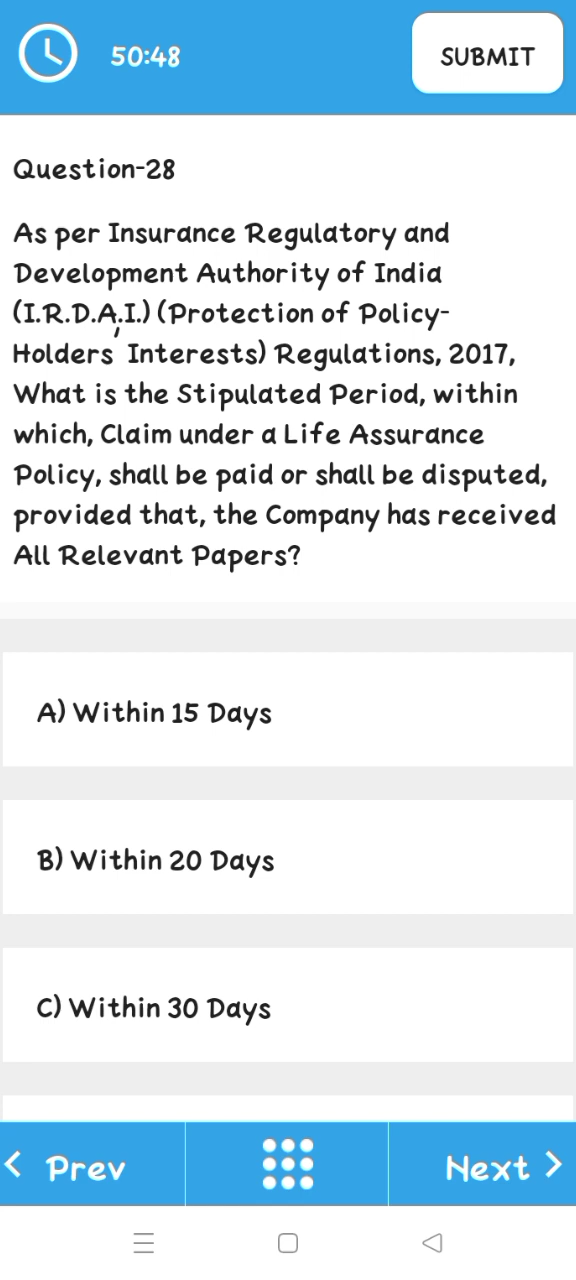 50:48
SUBMIT
Question-28
As per Insurance Regulatory and
Development Authority of India
(I.R.D.A.I.) (Protection of Policy-
Holders' Interests) Regulations, 2017,
What is the Stipulated Period, within
which, Claim under a Life Assurance
Policy, shall be paid or shall be disputed,
provided that, the Company has received
All Relevant Papers?
A) Within 15 Days
B) Within 20 Days
C) Within 30 Days
Prev
Next